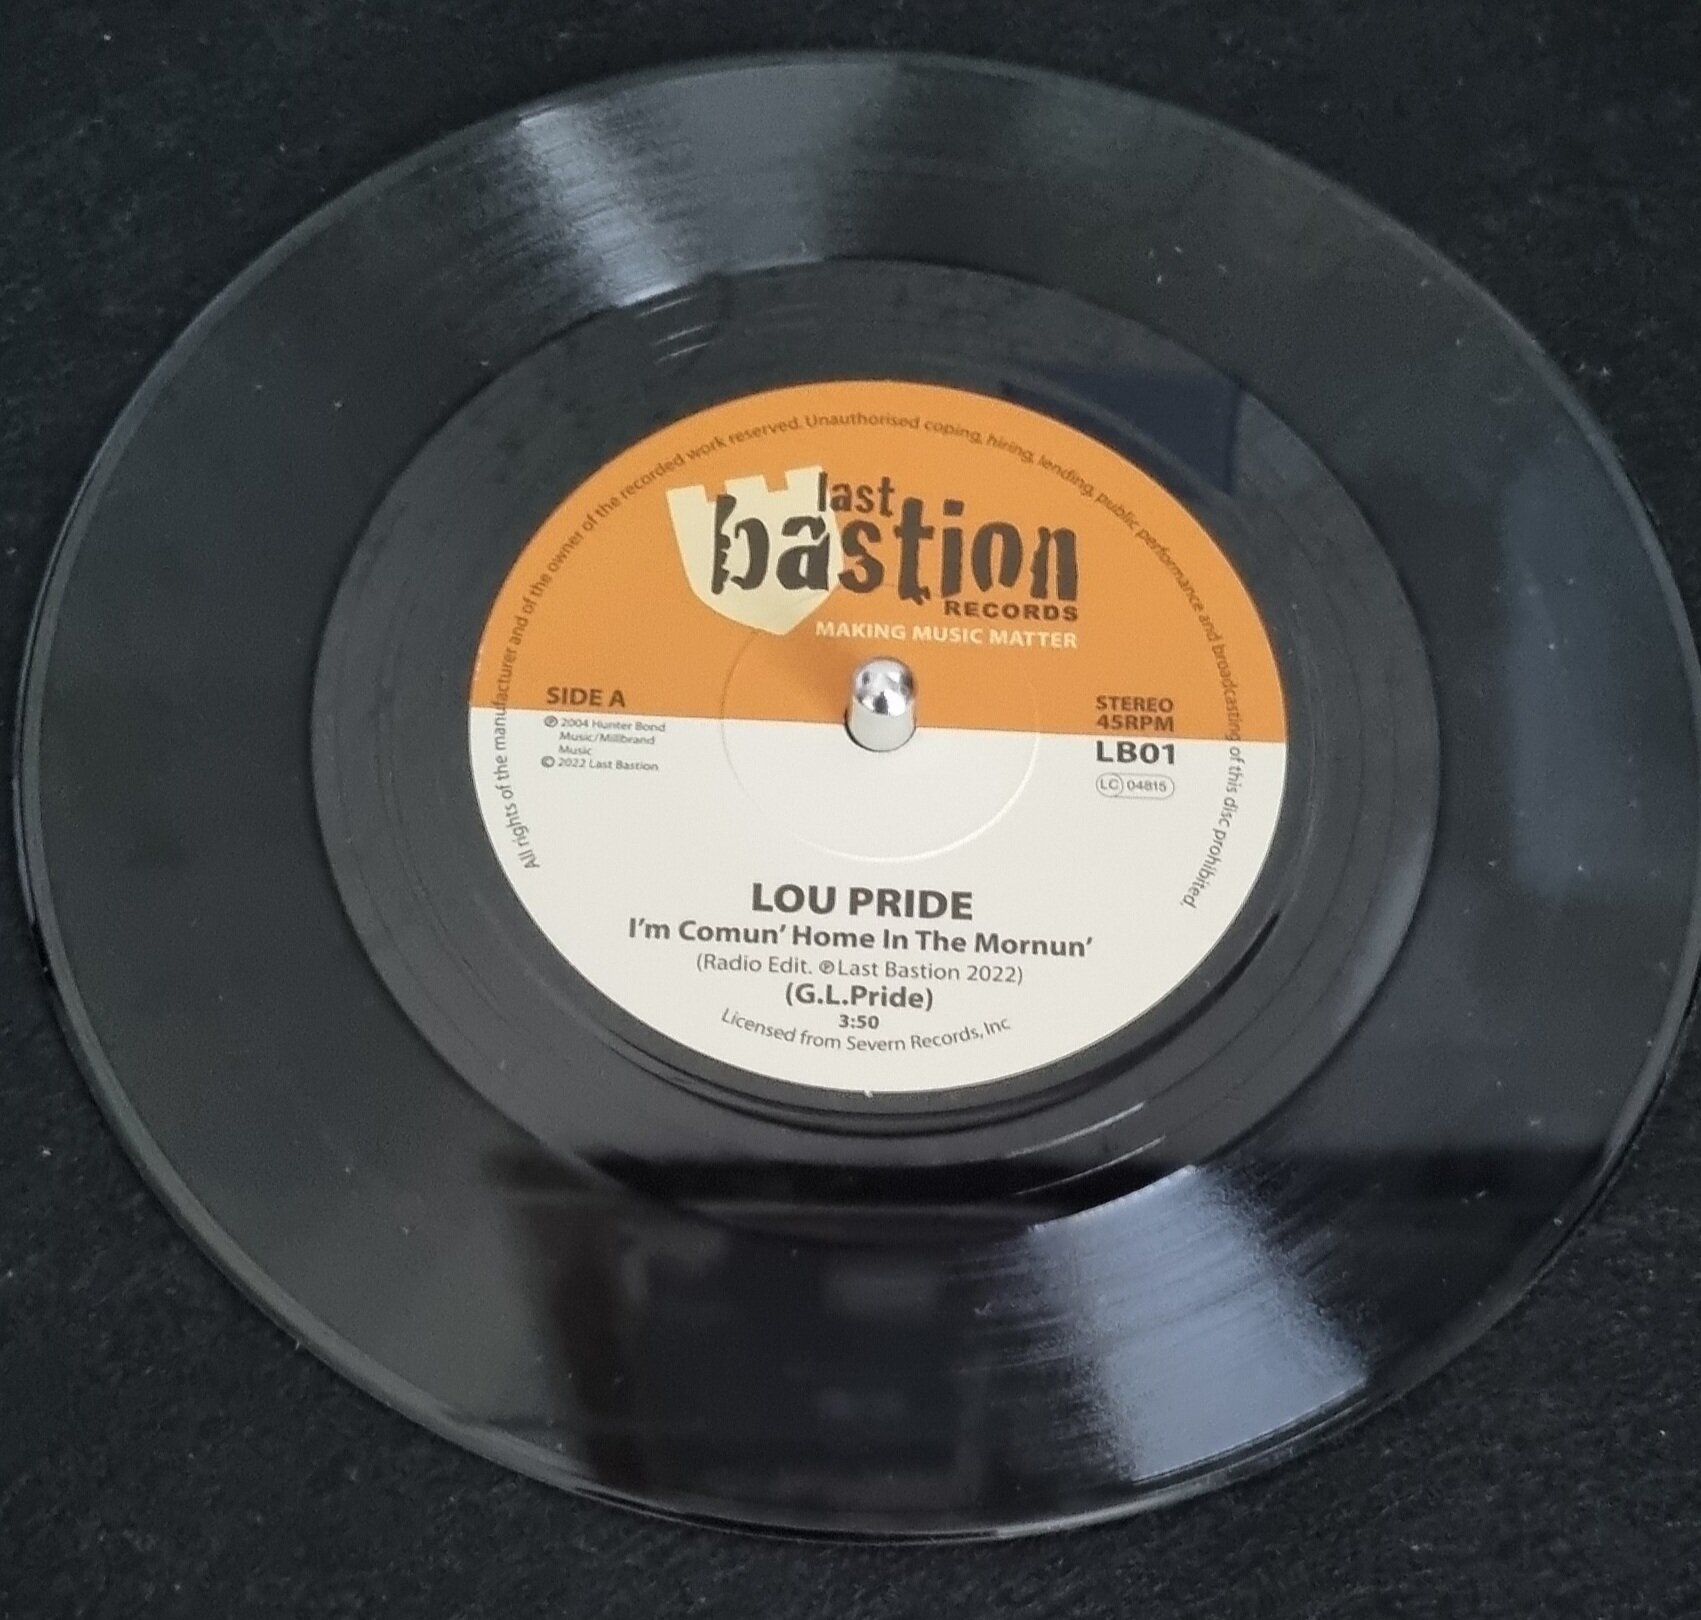 All rights of the manufacturer and of the owner of the recorded work reserved. Unauthorised coping, hiring, lending, public performance and broadcasting of this disc prohibited.
last
bastion
RECORDS
MAKING MUSIC MATTER
SIDE A
℗ 2004 Hunter Bond
Music/Millbrand
Music
© 2022 Last Bastion
STEREO
45RPM
LB01
LC 04815
LOU PRIDE
I'm Comun' Home In The Mornun'
(Radio Edit. ℗Last Bastion 2022)
(G.L.Pride)
3:50
Licensed from Severn Records, Inc